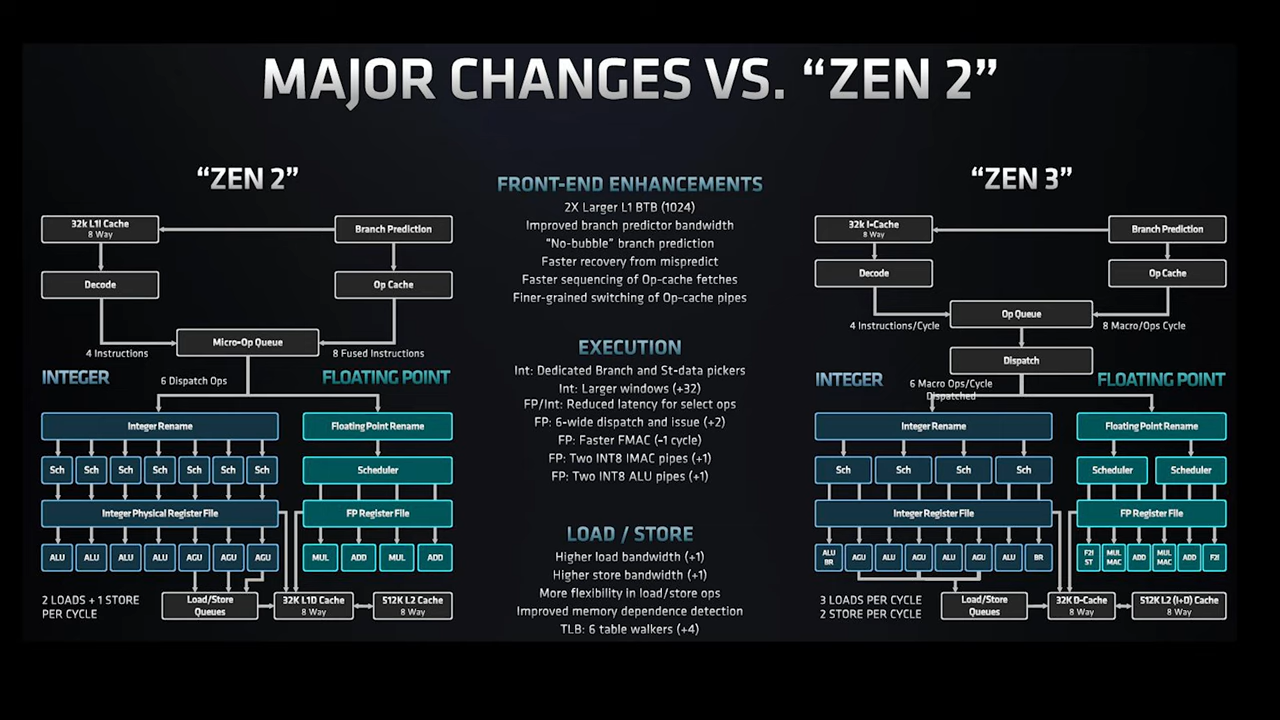 MAJOR CHANGES VS. “ZEN 2”
“ZEN 2”
32k L1I Cache
8 Way
Branch Prediction
Decode
Op Cache
Micro-Op Queue
4 Instructions
8 Fused Instructions
INTEGER
6 Dispatch Ops
FLOATING POINT
Integer Rename
Floating Point Rename
Sch Sch Sch Sch Sch Sch Sch
Scheduler
Integer Physical Register File
FP Register File
ALU ALU ALU ALU AGU AGU AGU
MUL ADD MUL ADD
2 LOADS + 1 STORE
PER CYCLE
Load/Store
Queues
32K L1D Cache
8 Way
512K L2 Cache
8 Way
FRONT-END ENHANCEMENTS
2X Larger L1 BTB (1024)
Improved branch predictor bandwidth
"No-bubble" branch prediction
Faster recovery from mispredict
Faster sequencing of Op-cache fetches
Finer-grained switching of Op-cache pipes
EXECUTION
Int: Dedicated Branch and St-data pickers
Int: Larger windows (+32)
FP/Int: Reduced latency for select ops
FP: 6-wide dispatch and issue (+2)
FP: Faster FMAC (-1 cycle)
FP: Two INT8 IMAC pipes (+1)
FP: Two INT8 ALU pipes (+1)
LOAD / STORE
Higher load bandwidth (+1)
Higher store bandwidth (+1)
More flexibility in load/store ops
Improved memory dependence detection
TLB: 6 table walkers (+4)
“ZEN 3”
32k I-Cache
8 Way
Branch Prediction
Decode
Op Cache
Op Queue
4 Instructions/Cycle
8 Macro/Ops Cycle
Dispatch
INTEGER
6 Macro Ops/Cycle
Dispatched
FLOATING POINT
Integer Rename
Floating Point Rename
Sch Sch Sch Sch
Scheduler Scheduler
Integer Register File
FP Register File
ALU
BR
AGU ALU AGU ALU AGU ALU BR
F2I
ST
MUL
MAC
ADD
MUL
MAC
ADD F2I
3 LOADS PER CYCLE
2 STORE PER CYCLE
Load/Store
Queues
32K D-Cache
8 Way
512K L2 (I+D) Cache
8 Way